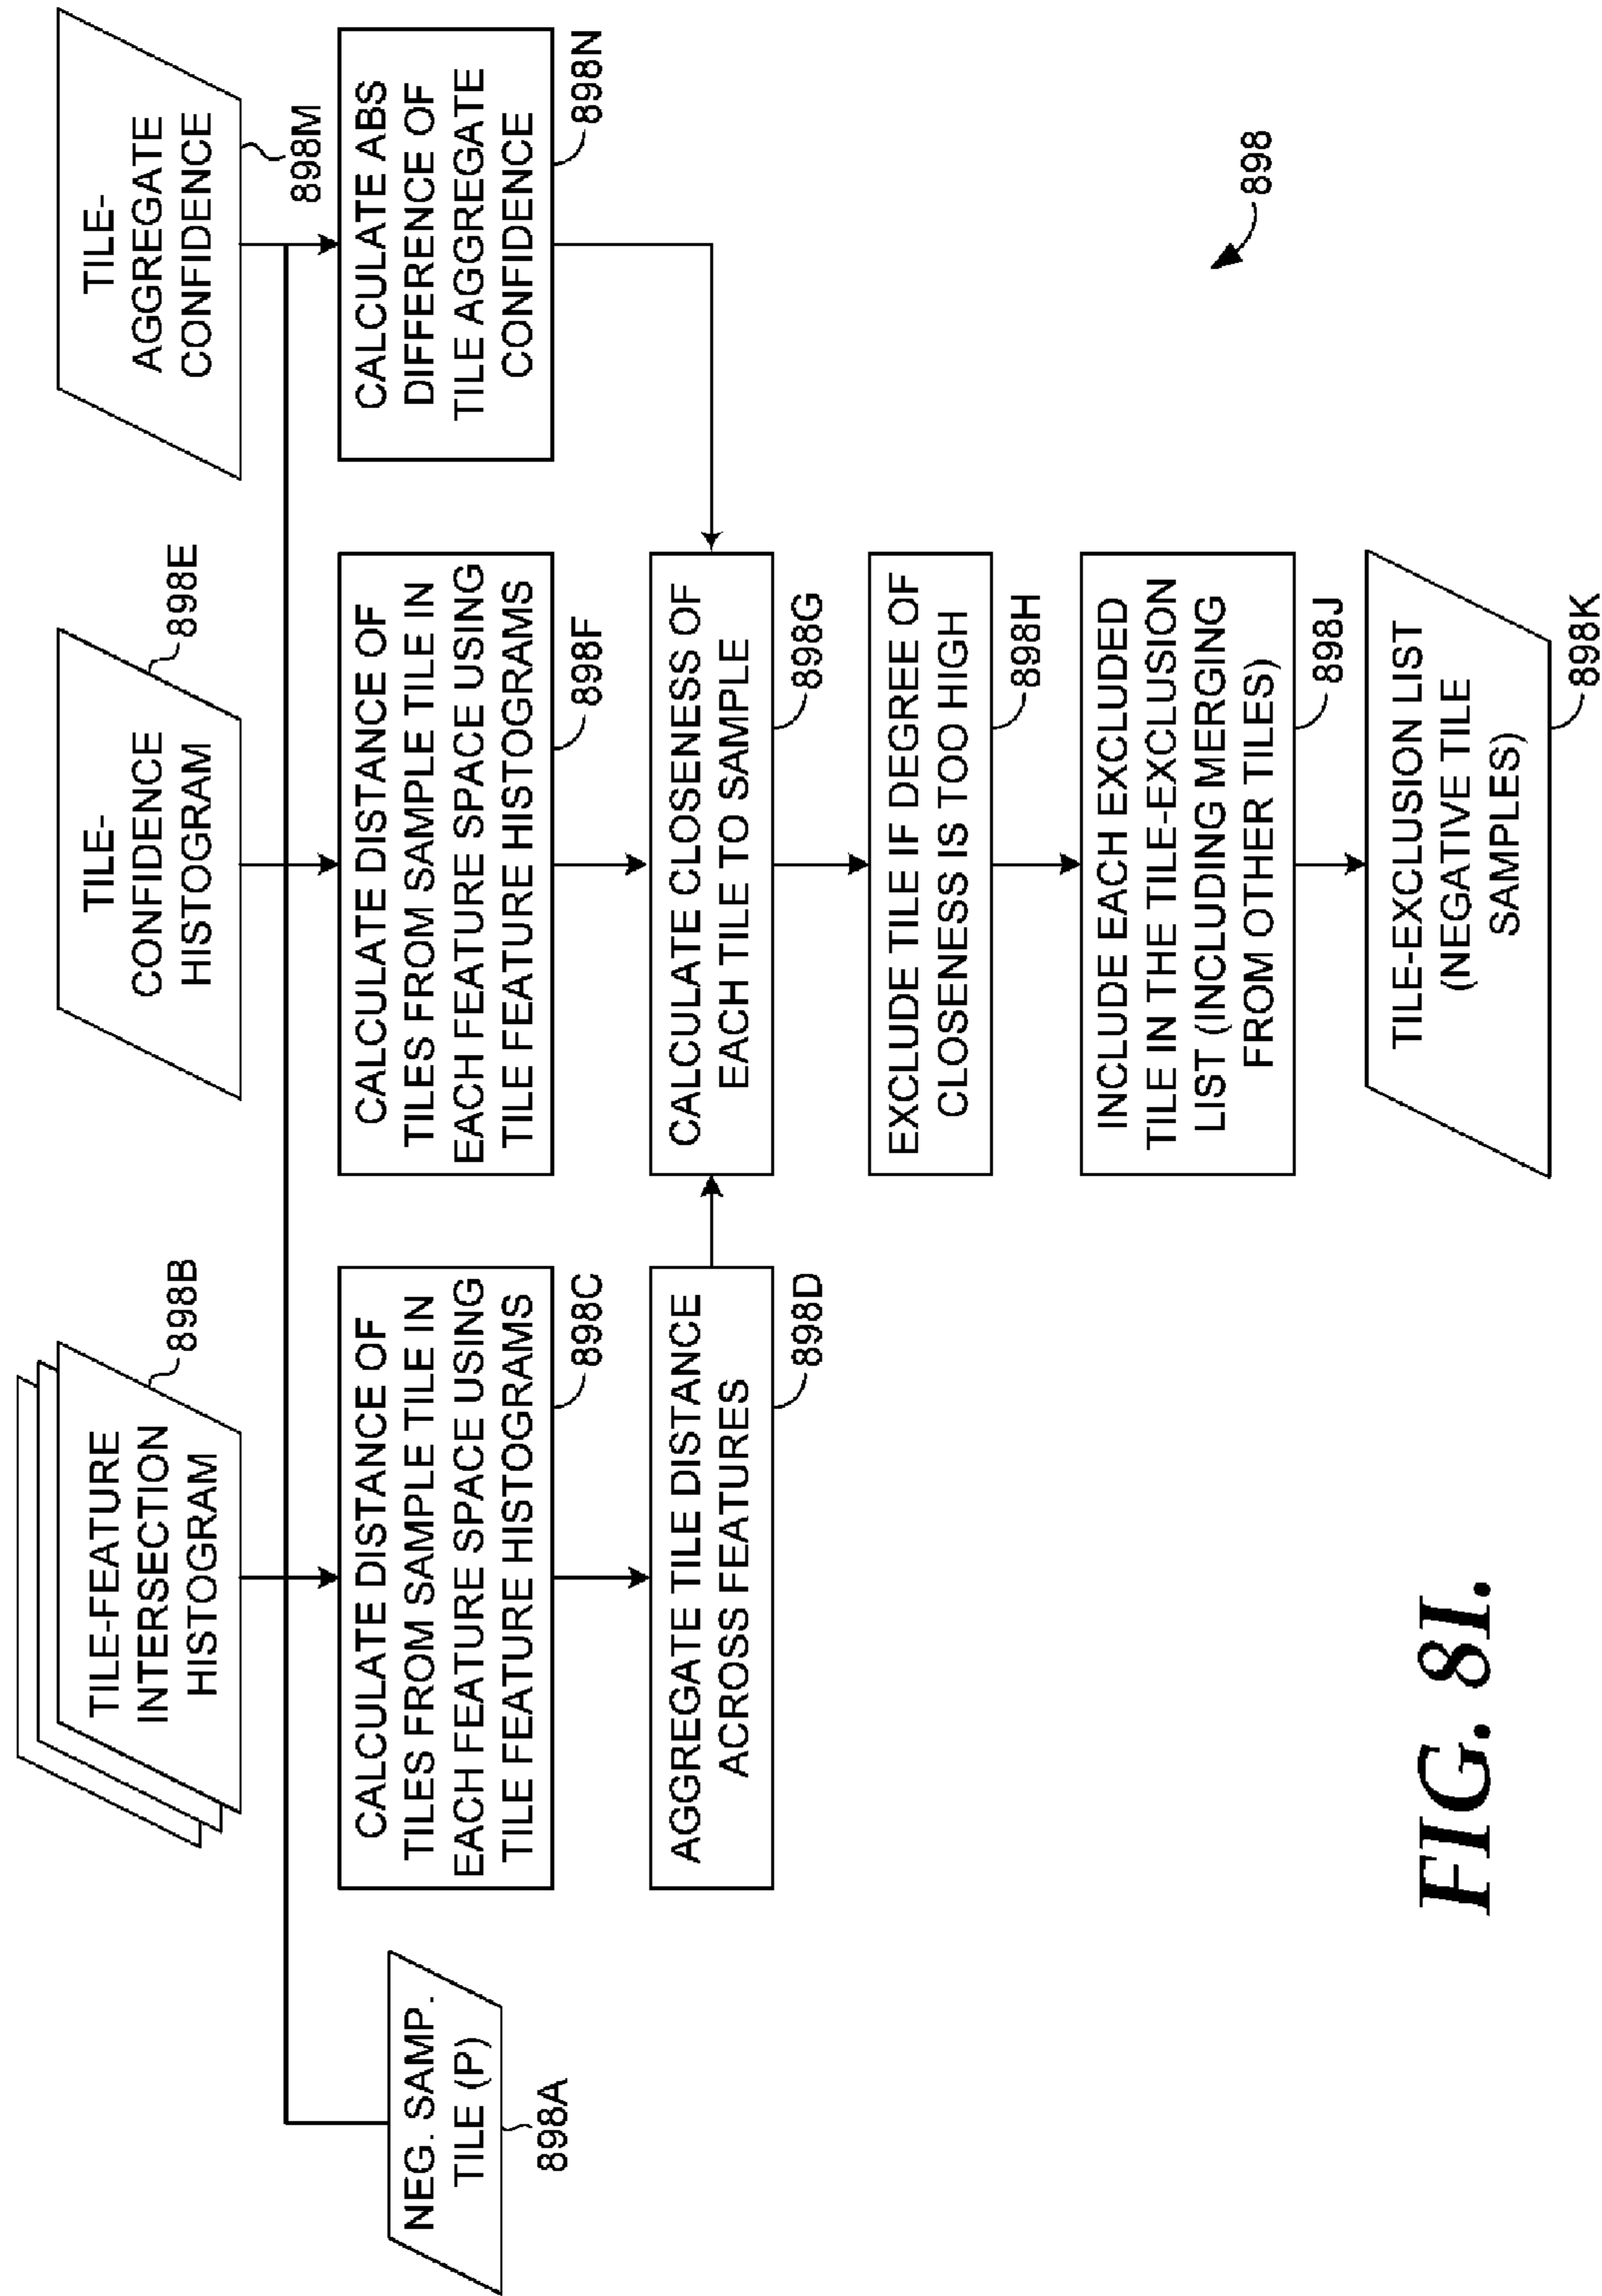 NEG. SAMP.
TILE (P)
898A
TILE-FEATURE
INTERSECTION
HISTOGRAM
898B
CALCULATE DISTANCE OF
TILES FROM SAMPLE TILE IN
EACH FEATURE SPACE USING
TILE FEATURE HISTOGRAMS
898C
AGGREGATE TILE DISTANCE
ACROSS FEATURES
898D
TILE-
CONFIDENCE
HISTOGRAM
898E
CALCULATE DISTANCE OF
TILES FROM SAMPLE TILE IN
EACH FEATURE SPACE USING
TILE FEATURE HISTOGRAMS
898F
TILE-
AGGREGATE
CONFIDENCE
898M
CALCULATE ABS
DIFFERENCE OF
TILE AGGREGATE
CONFIDENCE
898N
CALCULATE CLOSENESS OF
EACH TILE TO SAMPLE
898G
EXCLUDE TILE IF DEGREE OF
CLOSENESS IS TOO HIGH
898H
INCLUDE EACH EXCLUDED
TILE IN THE TILE-EXCLUSION
LIST (INCLUDING MERGING
FROM OTHER TILES)
898J
TILE-EXCLUSION LIST
(NEGATIVE TILE
SAMPLES)
898K
898
FIG. 8I.